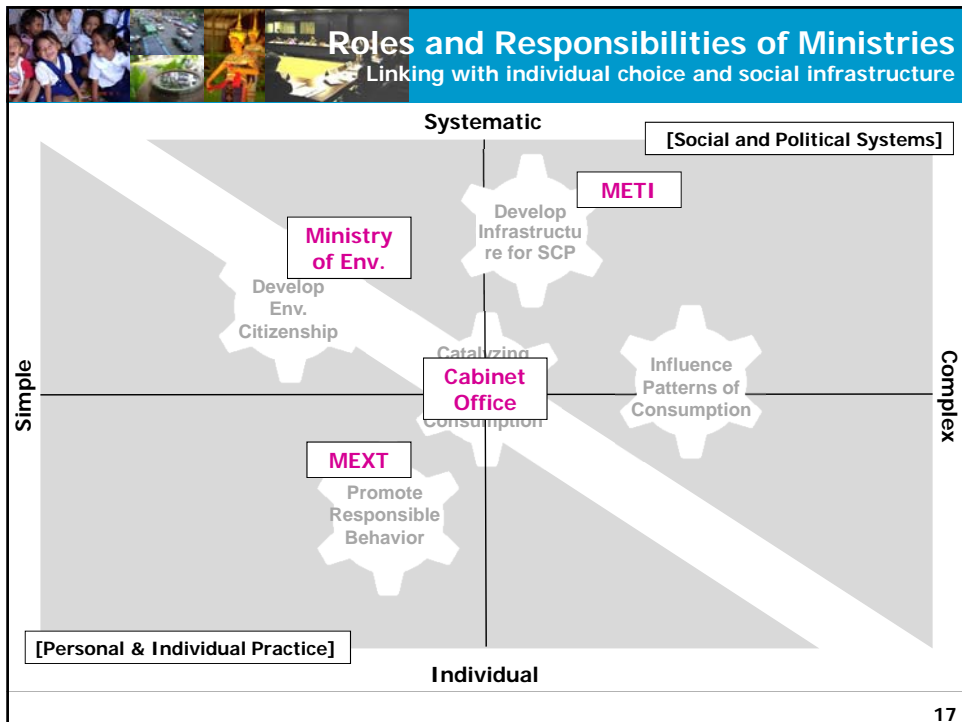 Roles and Responsibilities of Ministries
Linking with individual choice and social infrastructure
Systematic
[Social and Political Systems]
METI
Develop
Infrastructu
re for SCP
Ministry
of Env.
Develop
Env.
Citizenship
Simple
Catalyzing
Cabinet
Office
Consumption
Influence
Patterns of
Consumption
Complex
MEXT
Promote
Responsible
Behavior
[Personal & Individual Practice]
Individual
17